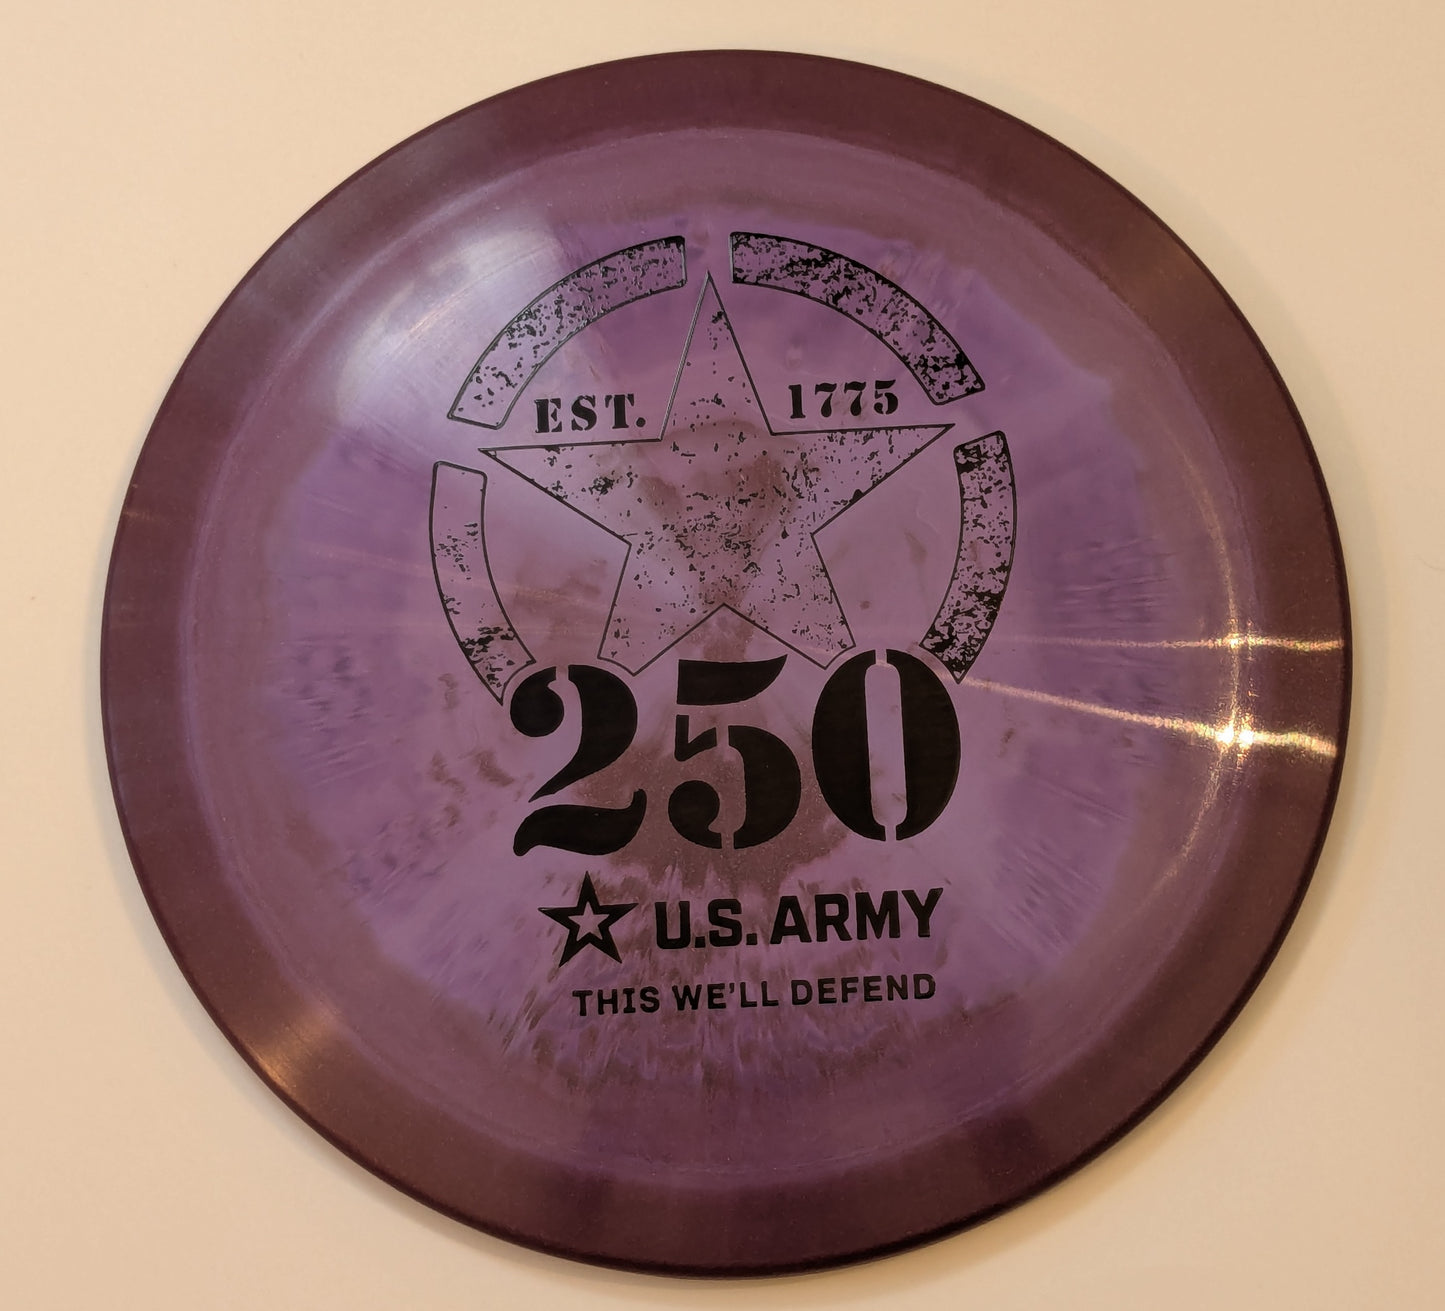 EST. 1775
250
U.S. ARMY
THIS WE'LL DEFEND